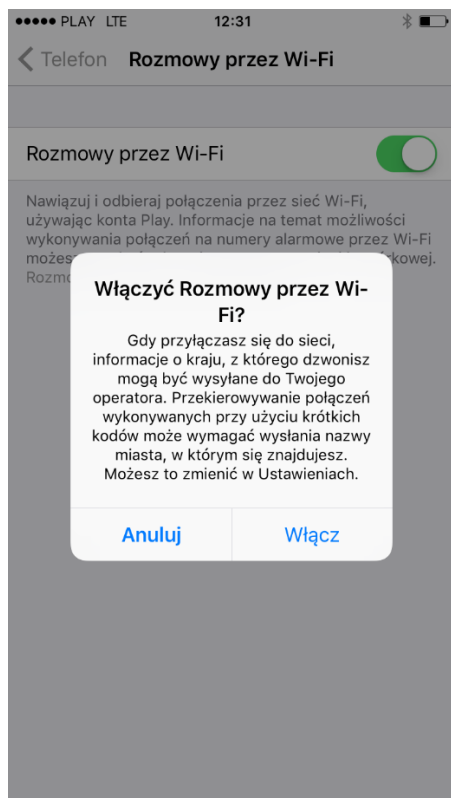 PLAY LTE 12:31
Telefon Rozmowy przez Wi-Fi
Rozmowy przez Wi-Fi
Nawiązuj i odbieraj połączenia przez sieć Wi-Fi,
używając konta Play. Informacje na temat możliwości
wykonywania połączeń na numery alarmowe przez Wi-Fi
Włączyć Rozmowy przez Wi-
Fi?
Gdy przyłączasz się do sieci,
informacje o kraju, z którego dzwonisz
mogą być wysyłane do Twojego
operatora. Przekierowywanie połączeń
wykonywanych przy użyciu krótkich
kodów może wymagać wysłania nazwy
miasta, w którym się znajdujesz.
Możesz to zmienić w Ustawieniach.
Anuluj Włącz